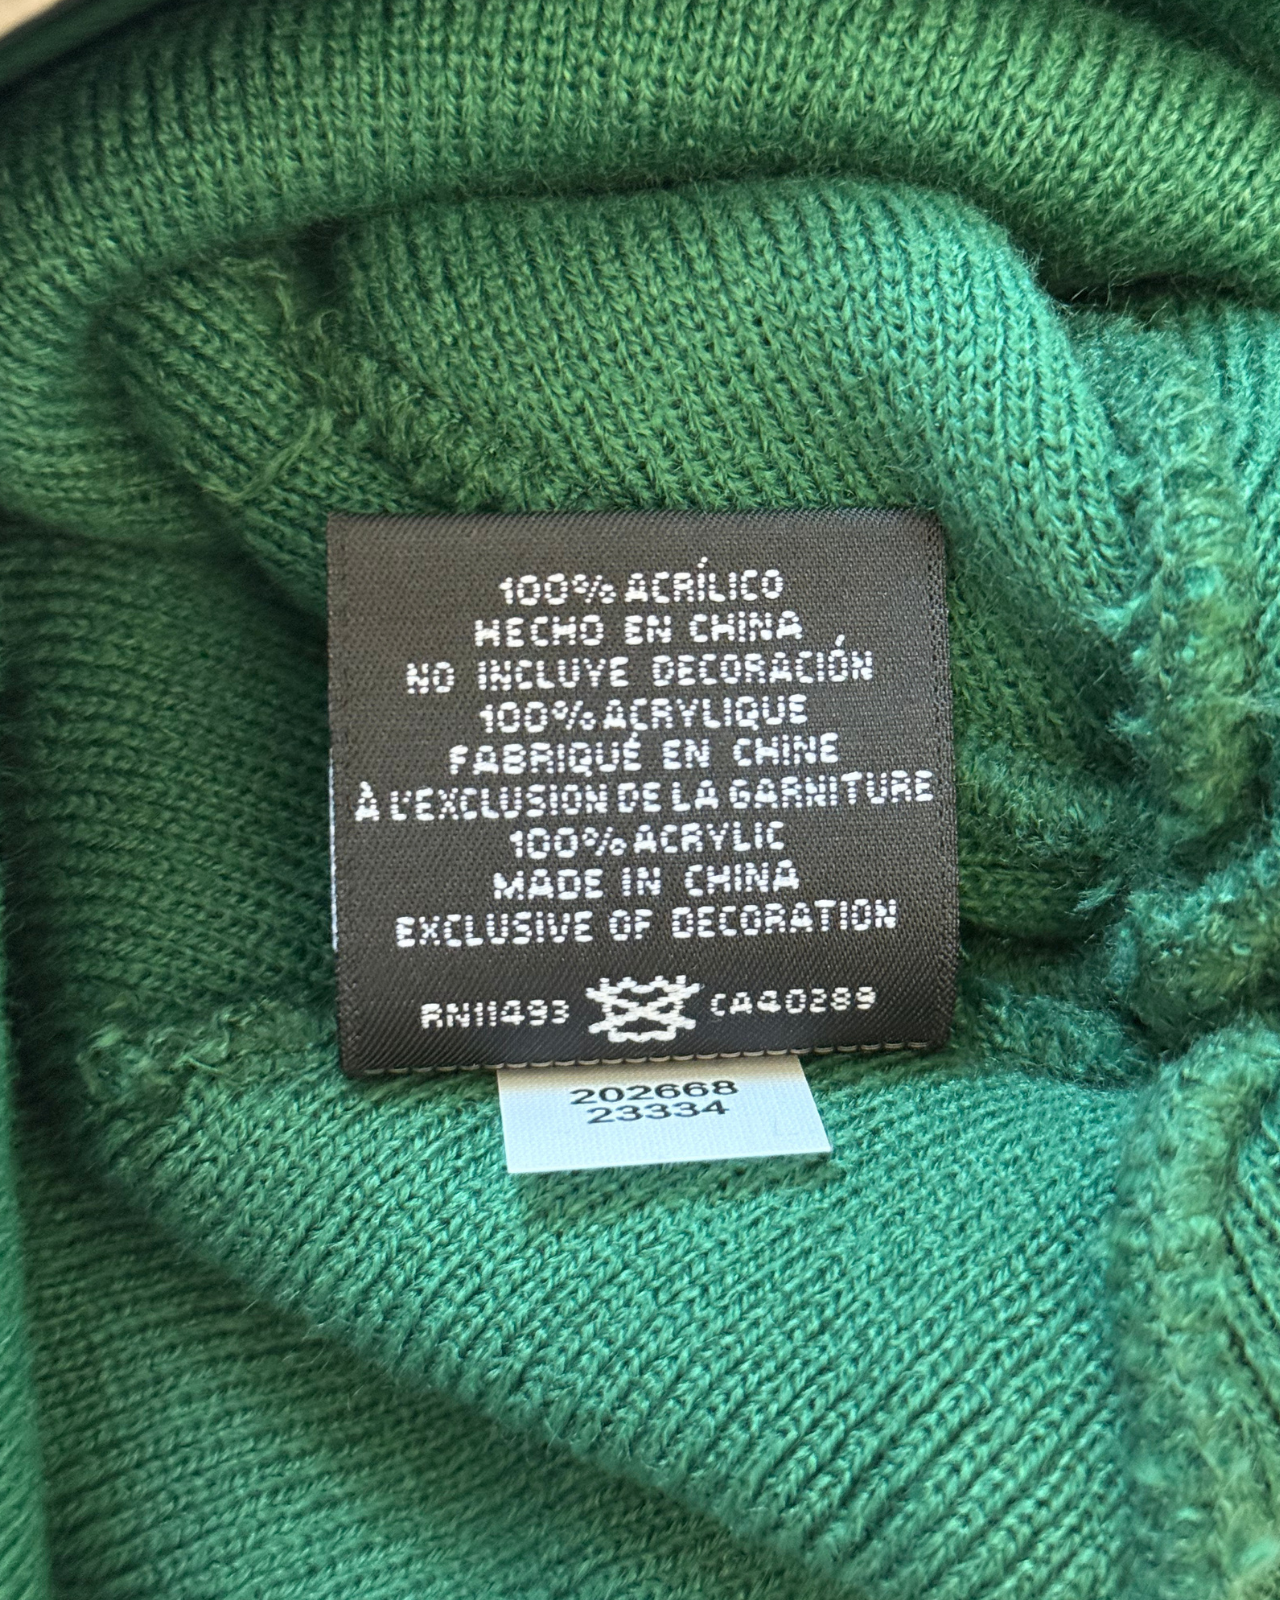 100% ACRÍLICO
HECHO EN CHINA
NO INCLUYE DECORACIÓN
100% ACRYLIQUE
FABRIQUÉ EN CHINE
À L'EXCLUSION DE LA GARNITURE
100% ACRYLIC
MADE IN CHINA
EXCLUSIVE OF DECORATION
RN11493 CA40289
202668
23334